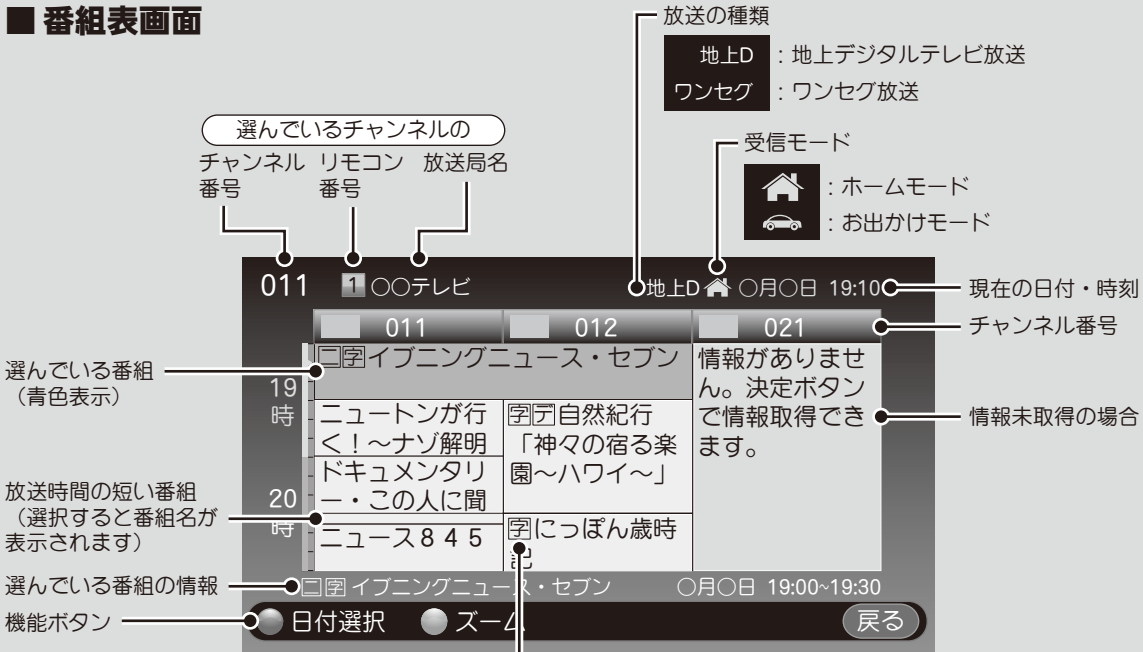 ■ 番組表画面
放送の種類
地上D ：地上デジタルテレビ放送
ワンセグ ：ワンセグ放送
選んでいるチャンネルの
チャンネル番号
リモコン番号
放送局名
受信モード
：ホームモード
：お出かけモード
011 1 ○○テレビ 地上D ○月○日 19:10
現在の日付・時刻
011 012 021
チャンネル番号
選んでいる番組
（青色表示）
19時
二字イブニングニュース・セブン
ニュートンが行
く！～ナゾ解明
ドキュメンタリ
ー・この人に聞
ニュース８４５
字デ自然紀行
「神々の宿る楽
園～ハワイ～」
字にっぽん歳時
記
情報がありませ
ん。決定ボタン
で情報取得でき
ます。
情報未取得の場合
放送時間の短い番組
（選択すると番組名が
表示されます）
20時
選んでいる番組の情報
二字イブニングニュース・セブン ○月○日 19:00~19:30
機能ボタン
日付選択 ズーム 戻る